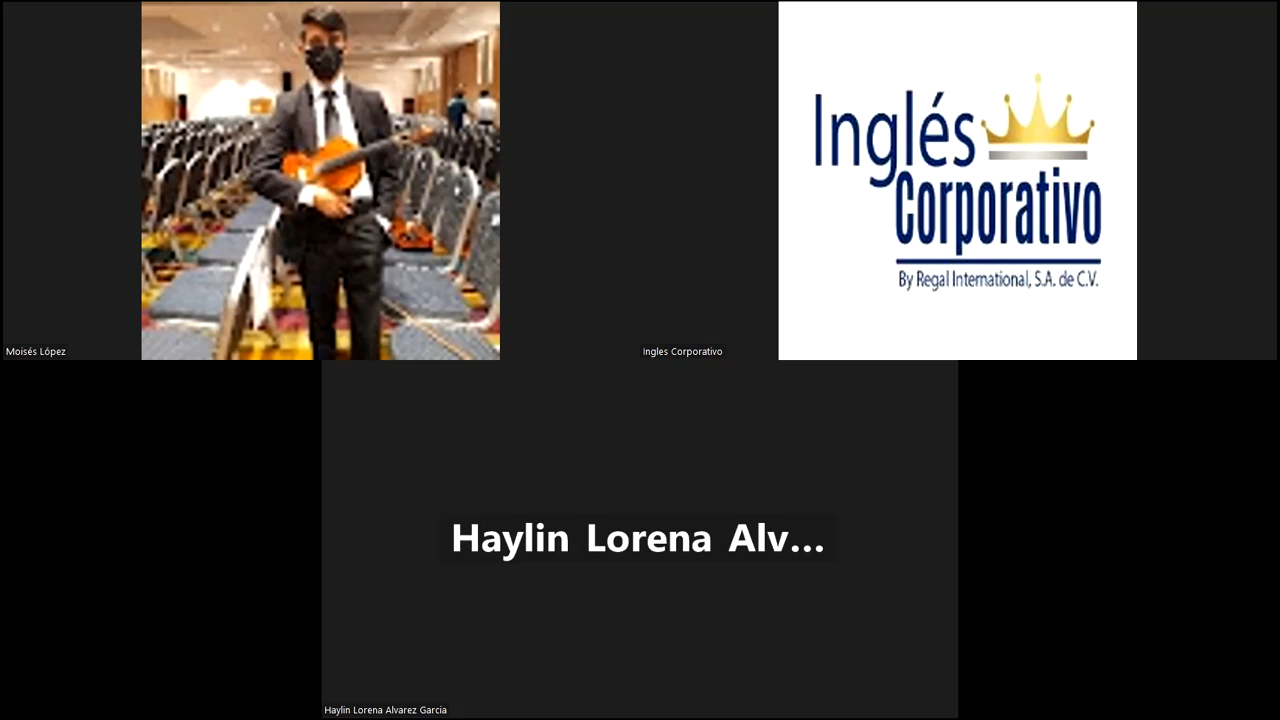 Moisés López
Inglés
Corporativo
By Regal International, S.A. de C.V.
Ingles Corporativo
Haylin Lorena Alv...
Haylin Lorena Alvarez Garcia